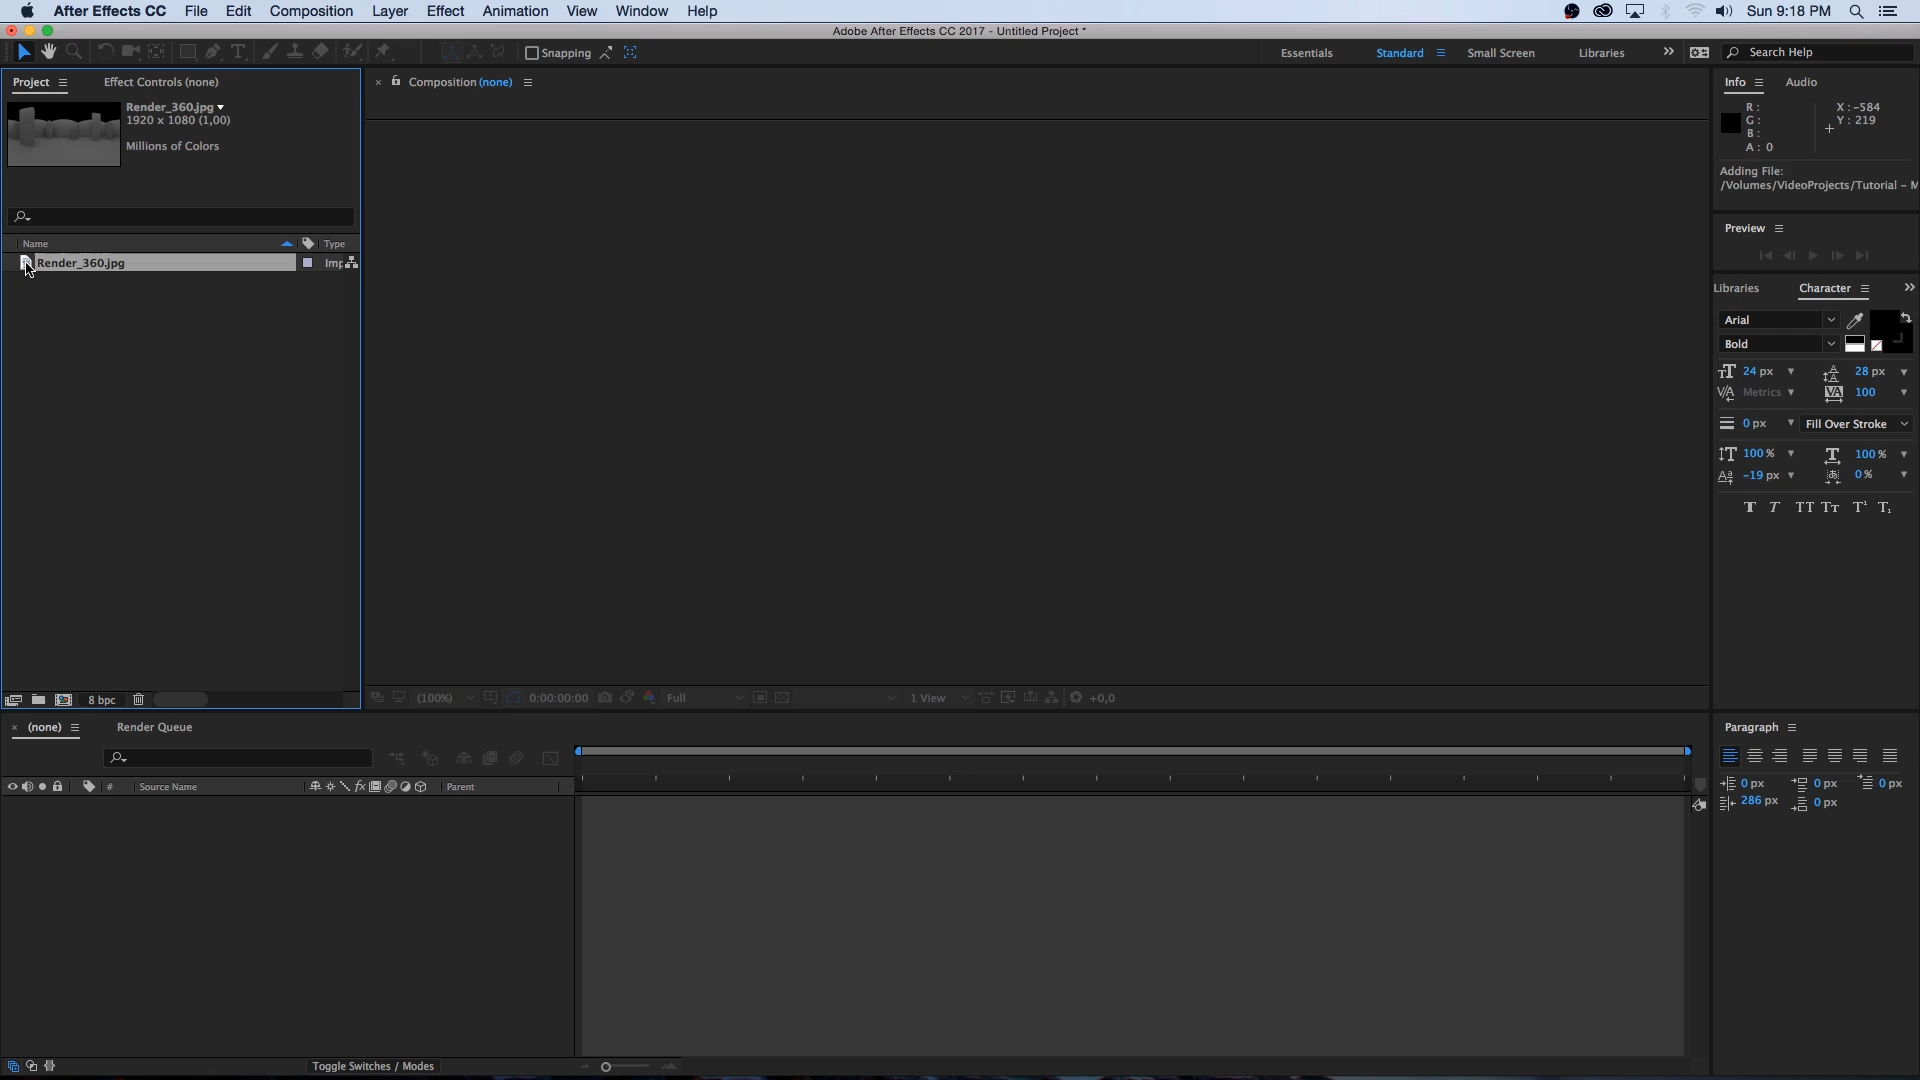 After Effects CC File Edit Composition Layer Effect Animation View Window Help Sun 9:18 PM
Adobe After Effects CC 2017 - Untitled Project *
Snapping Essentials Standard Small Screen Libraries Search Help
Project Effect Controls (none)
Composition (none)
Info Audio
Render_360.jpg
1920 x 1080 (1,00)
Millions of Colors
R:
G:
B:
A: 0
X: -584
Y: 219
Adding File:
/Volumes/VideoProjects/Tutorial - M
Preview
Name Type
Render_360.jpg Imp
Libraries Character
Arial
Bold
24 px 28 px
Metrics 100
0 px Fill Over Stroke
100 % 100 %
-19 px 0 %
8 bpc
(100%) 0:00:00:00 Full 1 View +0,0
(none) Render Queue
# Source Name Parent
Paragraph
0 px 0 px 0 px
286 px 0 px
Toggle Switches / Modes